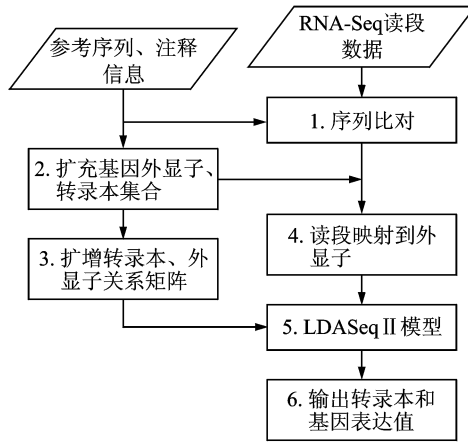 参考序列、注释
信息
RNA-Seq读段
数据
1. 序列比对
2. 扩充基因外显子、
转录本集合
3. 扩增转录本、外
显子关系矩阵
4. 读段映射到外
显子
5. LDASeqⅡ模型
6. 输出转录本和
基因表达值